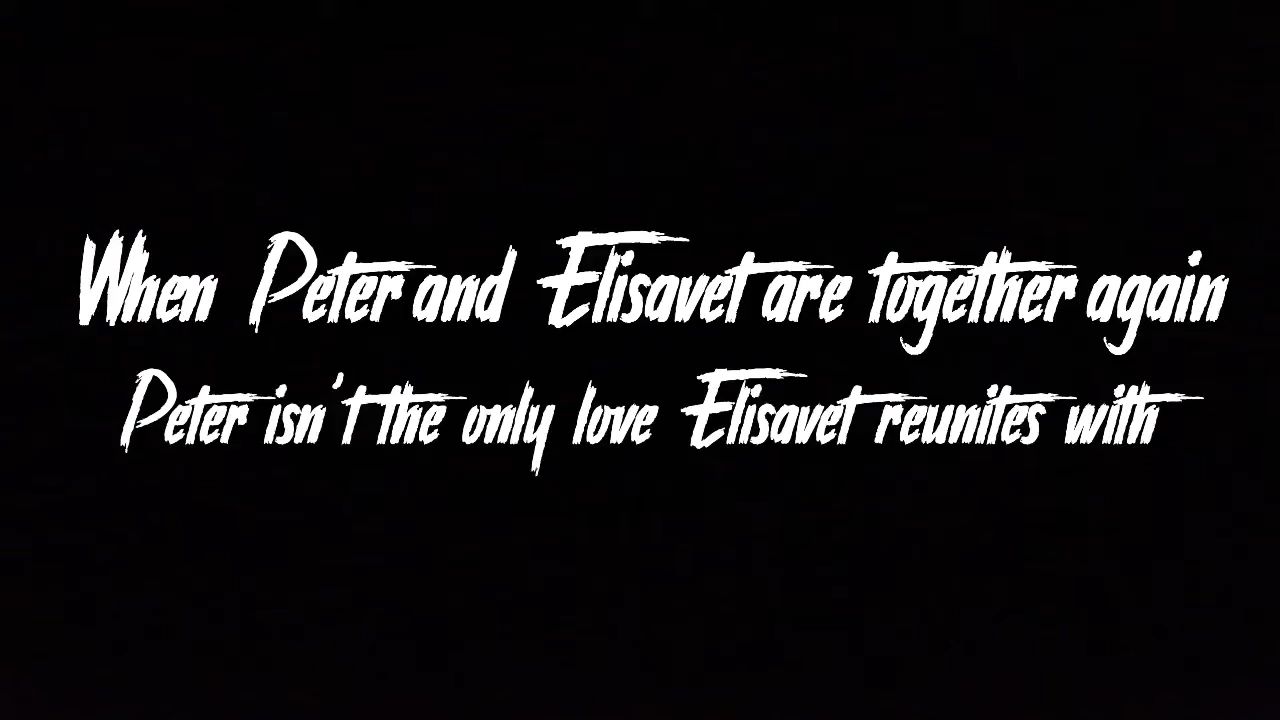 When Peter and Elisavet are together again
Peter isn't the only love Elisavet reunites with